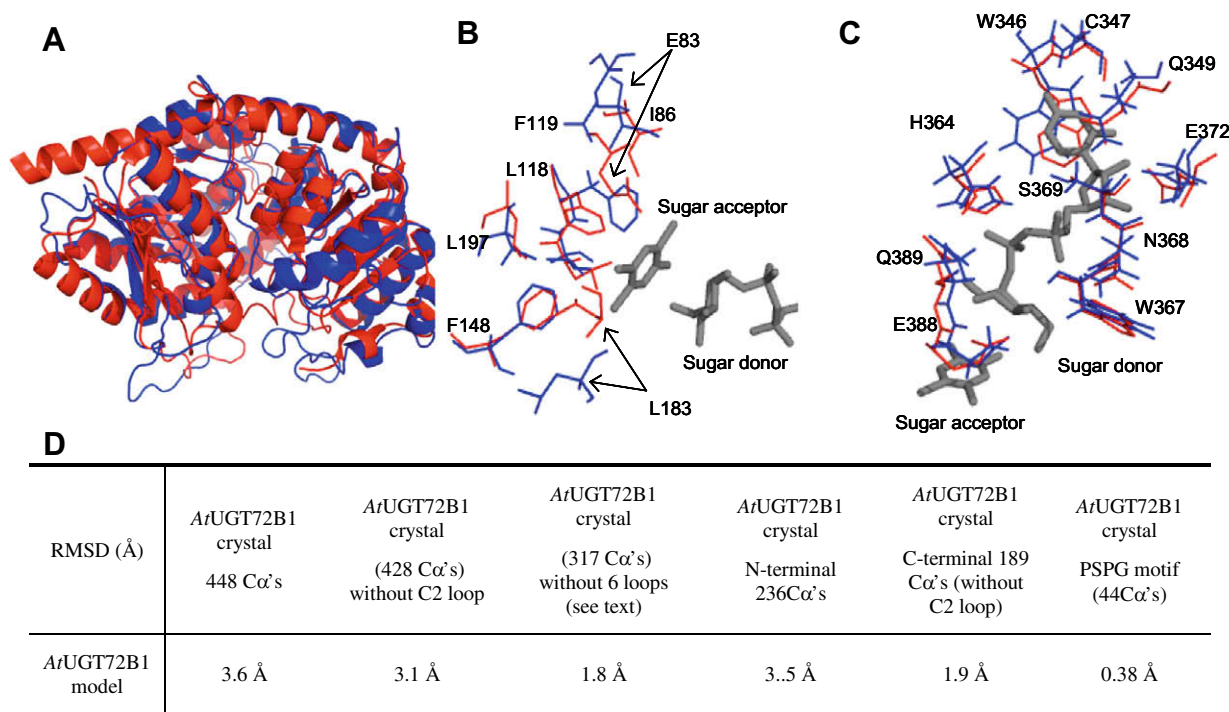 A
B
E83
F119
I86
L118
Sugar acceptor
L197
F148
Sugar donor
L183
C
W346
C347
Q349
H364
E372
S369
N368
Q389
W367
E388
Sugar donor
Sugar acceptor
D
RMSD (Å)
AtUGT72B1
crystal
448 Cα's
AtUGT72B1
crystal
(428 Cα's)
without C2 loop
AtUGT72B1
crystal
(317 Cα's)
without 6 loops
(see text)
AtUGT72B1
crystal
N-terminal
236Cα's
AtUGT72B1
crystal
C-terminal 189
Cα's (without
C2 loop)
AtUGT72B1
crystal
PSPG motif
(44Cα's)
AtUGT72B1
model
3.6 Å
3.1 Å
1.8 Å
3..5 Å
1.9 Å
0.38 Å